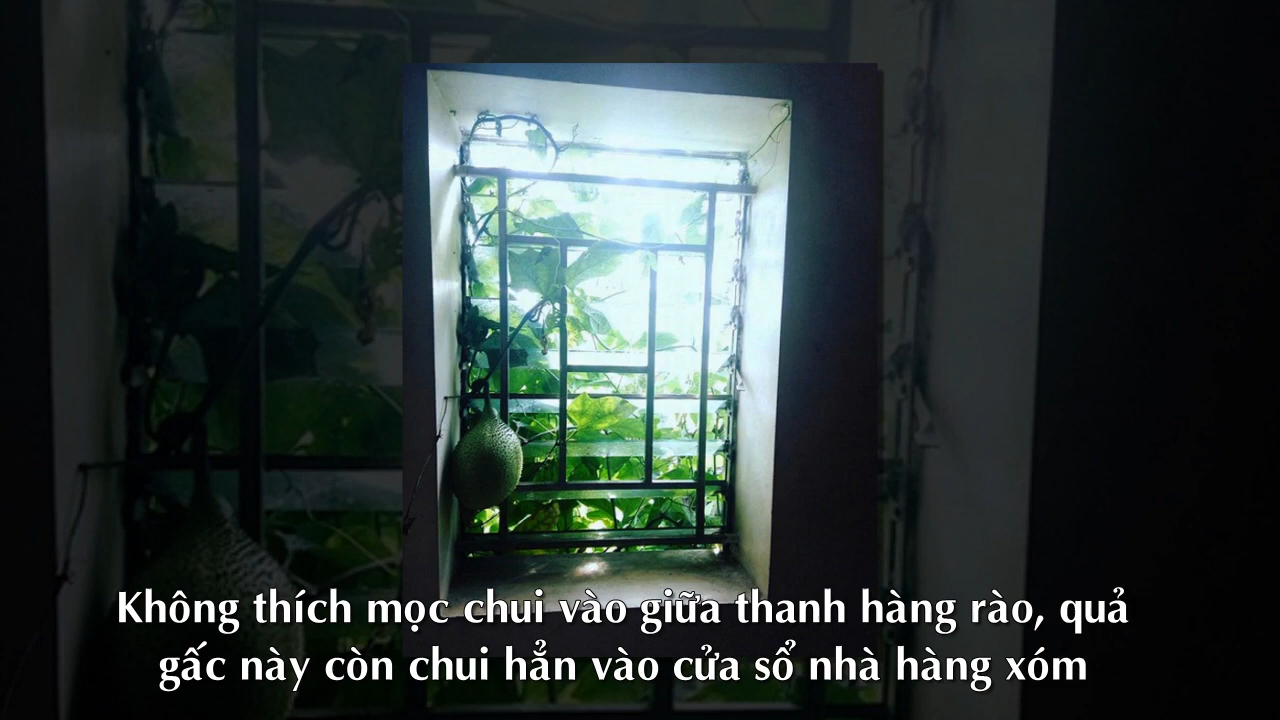 Không thích mọc chui vào giữa thanh hàng rào, quả
gấc này còn chui hẳn vào cửa sổ nhà hàng xóm